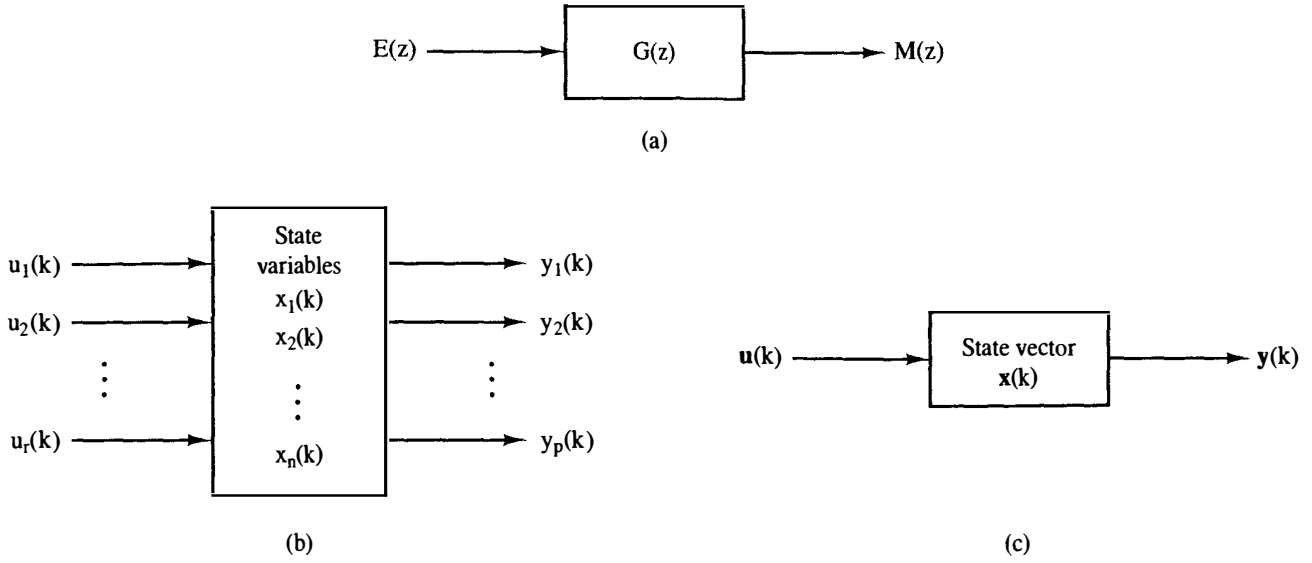 E(z) G(z) M(z)
(a)
State
variables
u₁(k) y₁(k)
x₁(k)
u₂(k) y₂(k)
x₂(k)
⋮ ⋮ ⋮
uᵣ(k) yₚ(k)
xₙ(k)
(b)
u(k) State vector y(k)
x(k)
(c)